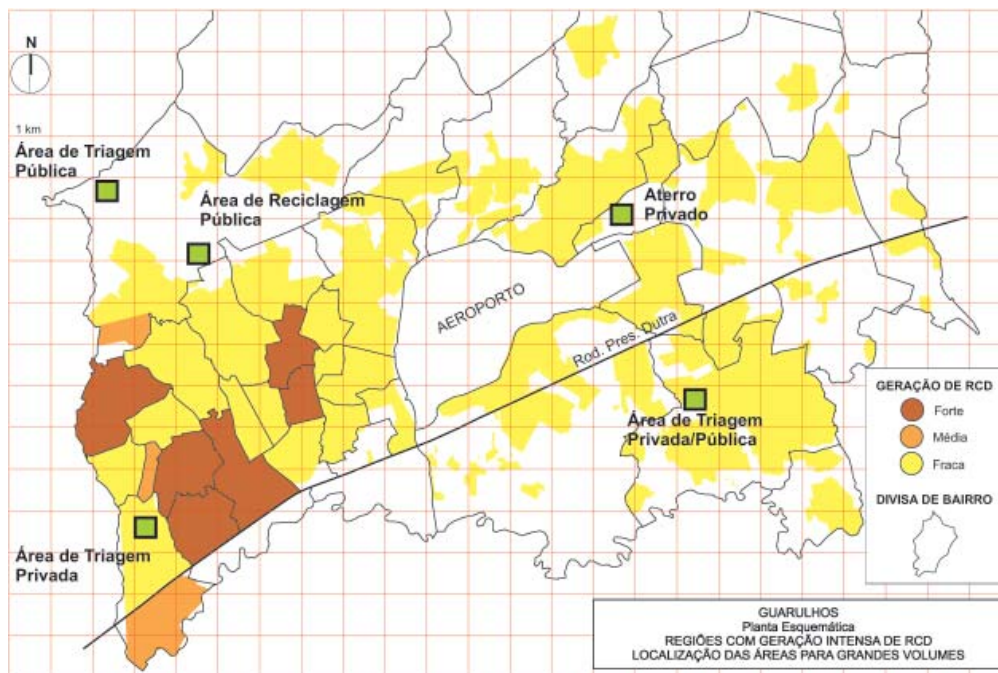 N
1 km
Área de Triagem
Pública
Área de Reciclagem
Pública
Aterro
Privado
AEROPORTO
Rod. Pres. Dutra
Área de Triagem
Privada/Pública
Área de Triagem
Privada
GERAÇÃO DE RCD
Forte
Média
Fraca
DIVISA DE BAIRRO
GUARULHOS
Planta Esquemática
REGIÕES COM GERAÇÃO INTENSA DE RCD
LOCALIZAÇÃO DAS ÁREAS PARA GRANDES VOLUMES